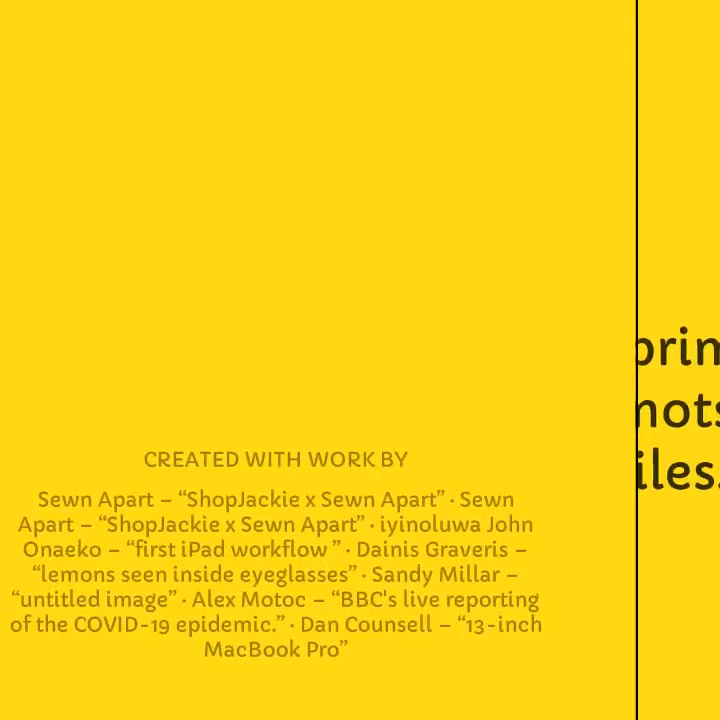 CREATED WITH WORK BY
Sewn Apart – “ShopJackie x Sewn Apart” · Sewn
Apart – “ShopJackie x Sewn Apart” · iyinoluwa John
Onaeko – “first iPad workflow ” · Dainis Graveris –
“lemons seen inside eyeglasses” · Sandy Millar –
“untitled image” · Alex Motoc – “BBC's live reporting
of the COVID-19 epidemic.” · Dan Counsell – “13-inch
MacBook Pro”
iles.